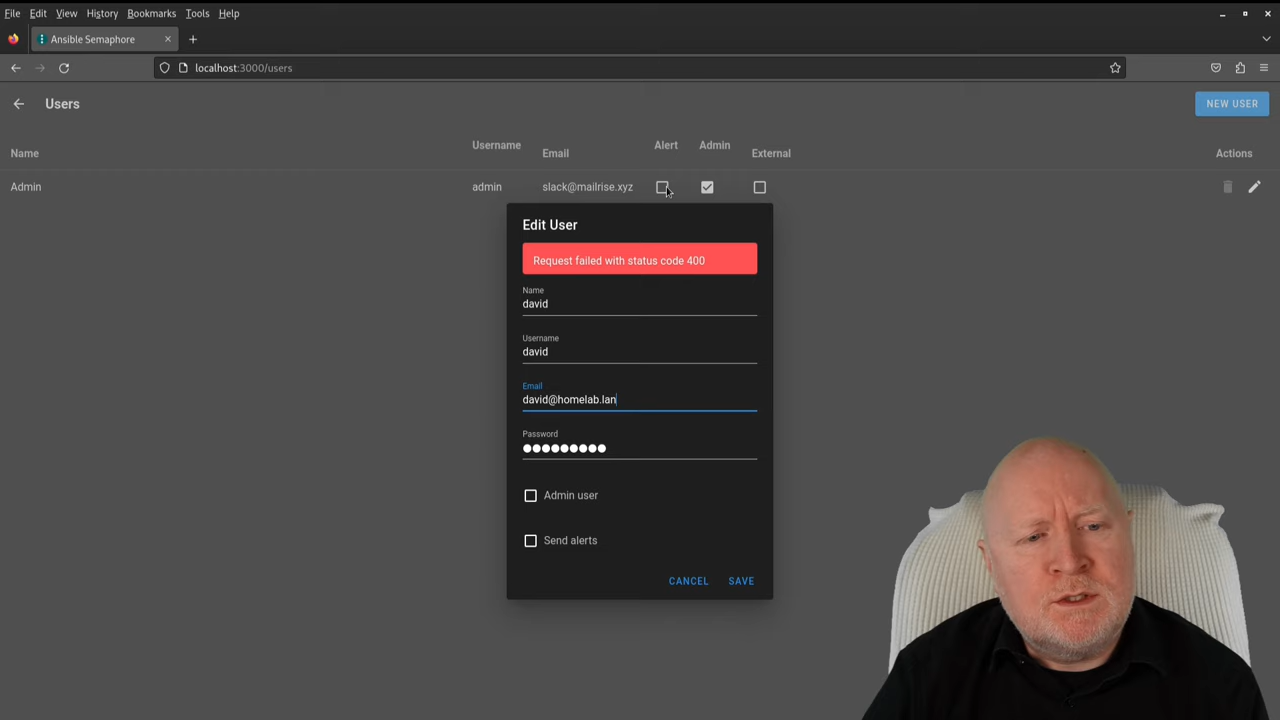 File Edit View History Bookmarks Tools Help
Ansible Semaphore
localhost:3000/users
Users
NEW USER
Name Username Email Alert Admin External Actions
Admin admin slack@mailrise.xyz
Edit User
Request failed with status code 400
Name
david
Username
david
Email
david@homelab.lan
Password
Admin user
Send alerts
CANCEL SAVE